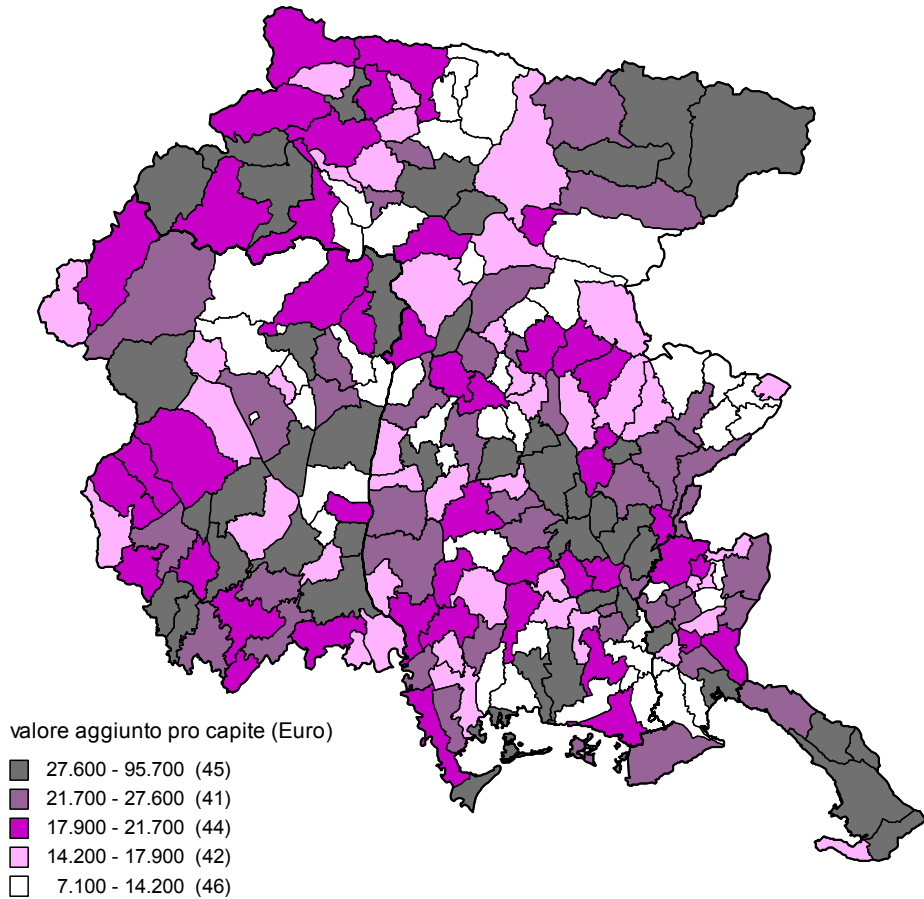 valore aggiunto pro capite (Euro)
27.600 - 95.700 (45)
21.700 - 27.600 (41)
17.900 - 21.700 (44)
14.200 - 17.900 (42)
7.100 - 14.200 (46)